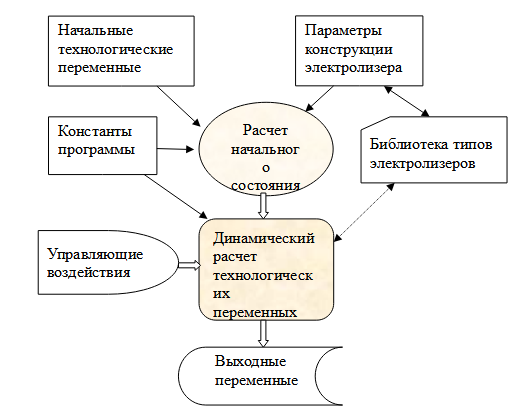 Начальные
технологические
переменные
Параметры
конструкции
электролизера
Константы
программы
Расчет
начальног
о
состояния
Библиотека типов
электролизеров
Управляющие
воздействия
Динамический
расчет
технологическ
их
переменных
Выходные
переменные